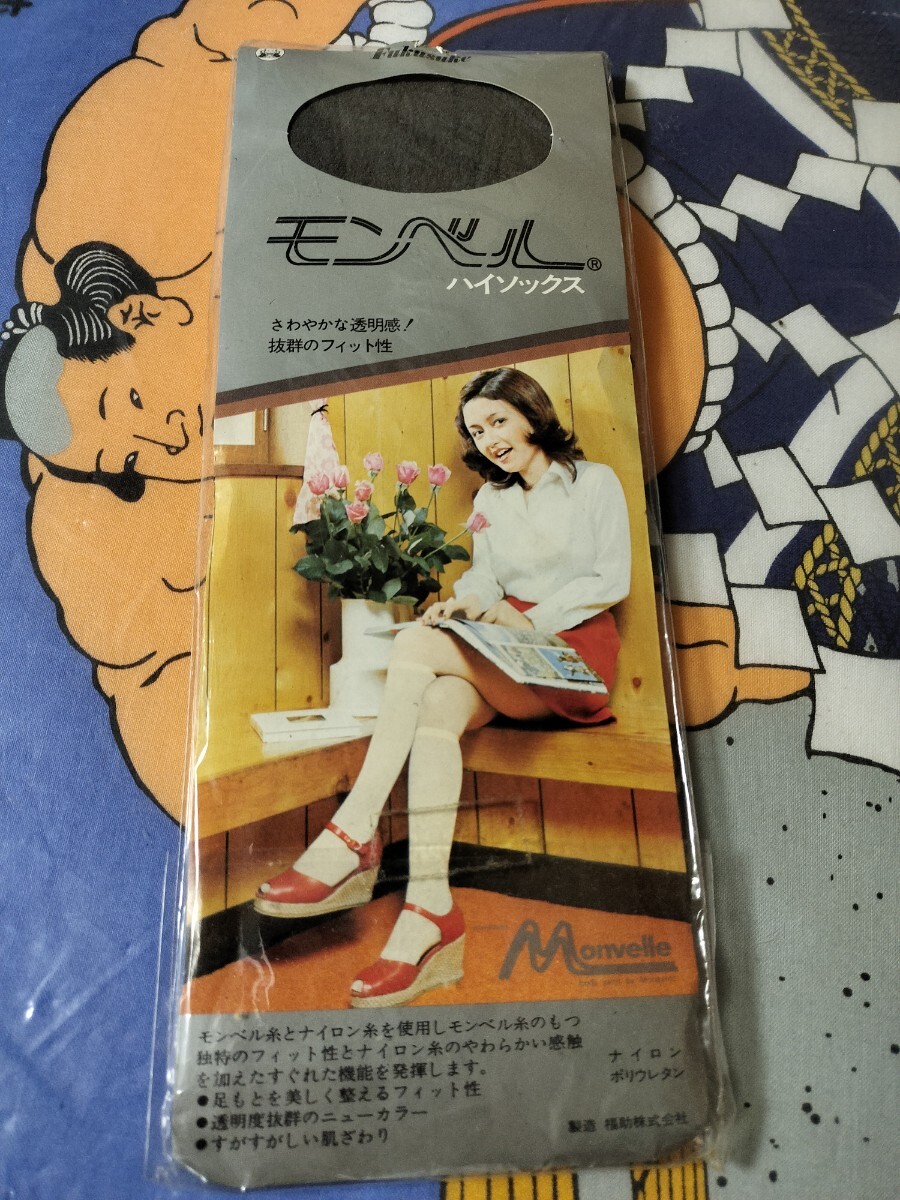 Fukusuke
モンベル®
ハイソックス
さわやかな透明感!
抜群のフィット性
Monvelle
モンベル糸とナイロン糸を使用しモンベル糸のもつ
独特のフィット性とナイロン糸のやわらかい感触
を加えたすぐれた機能を発揮します。
●足もとを美しく整えるフィット性
●透明度抜群のニューカラー
●すがすがしい肌ざわり
ナイロン
ポリウレタン
製造 福助株式会社